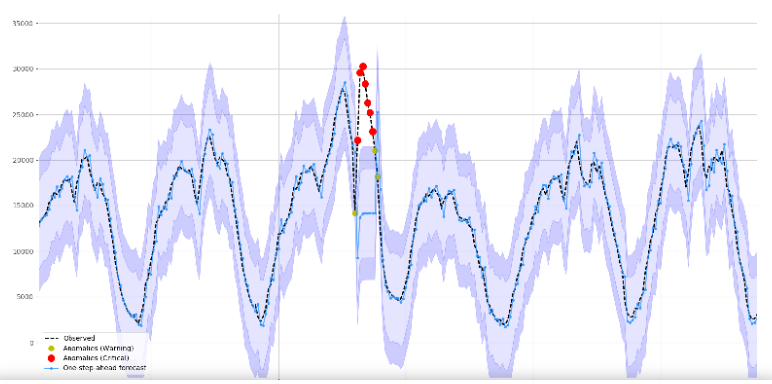 35000
30000
25000
20000
15000
10000
5000
0
Observed
Anomalies (Warning)
Anomalies (Critical)
One-step-ahead forecast